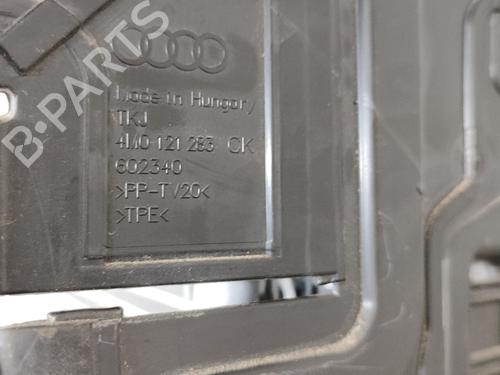 B-PARTS
Made in Hungary
TKJ
4M0 121 283 CK
602340
>PP-TV20<
>TPE<